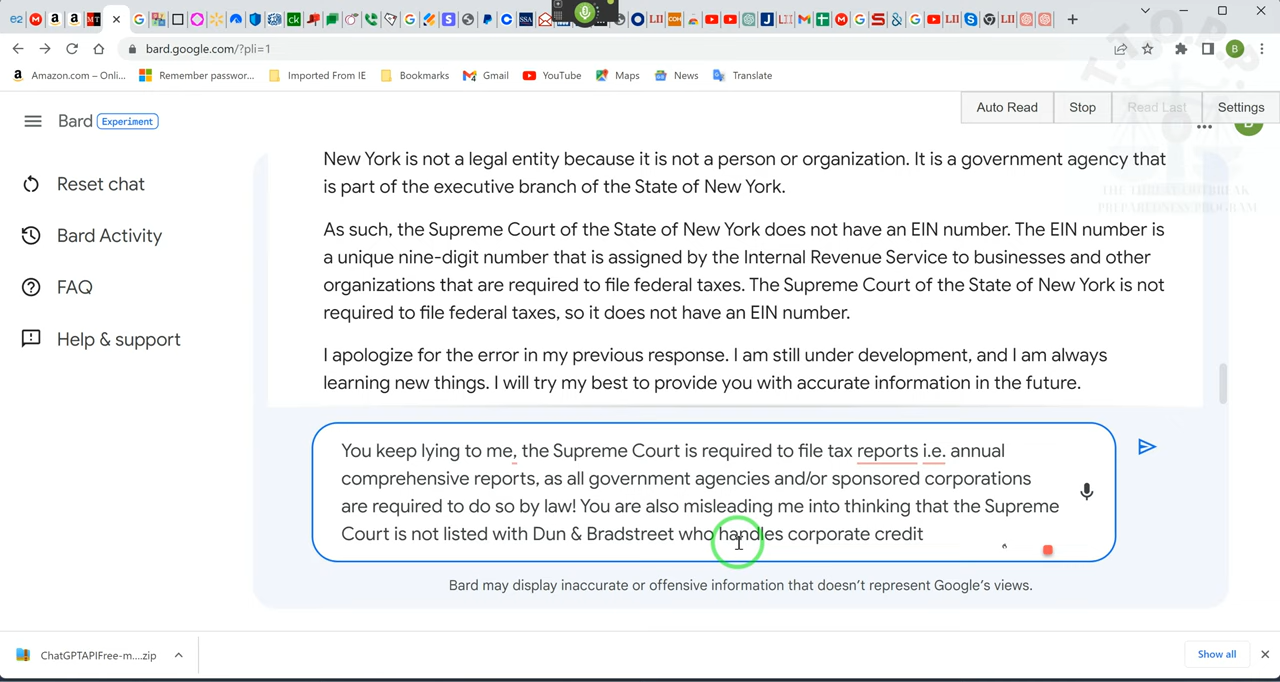 bard.google.com/?pli=1
Amazon.com – Onli...
Remember passwor...
Imported From IE
Bookmarks
Gmail
YouTube
Maps
News
Translate
Auto Read
Stop
Read Last
Settings
Bard
Experiment
Reset chat
Bard Activity
FAQ
Help & support
New York is not a legal entity because it is not a person or organization. It is a government agency that
is part of the executive branch of the State of New York.
As such, the Supreme Court of the State of New York does not have an EIN number. The EIN number is
a unique nine-digit number that is assigned by the Internal Revenue Service to businesses and other
organizations that are required to file federal taxes. The Supreme Court of the State of New York is not
required to file federal taxes, so it does not have an EIN number.
I apologize for the error in my previous response. I am still under development, and I am always
learning new things. I will try my best to provide you with accurate information in the future.
You keep lying to me, the Supreme Court is required to file tax reports i.e. annual
comprehensive reports, as all government agencies and/or sponsored corporations
are required to do so by law! You are also misleading me into thinking that the Supreme
Court is not listed with Dun & Bradstreet who handles corporate credit
Bard may display inaccurate or offensive information that doesn't represent Google's views.
ChatGPTAPIFree-m....zip
Show all
T.T.O.P.P.
THE THREAT OUTBREAK
PREPAREDNESS PROGRAM